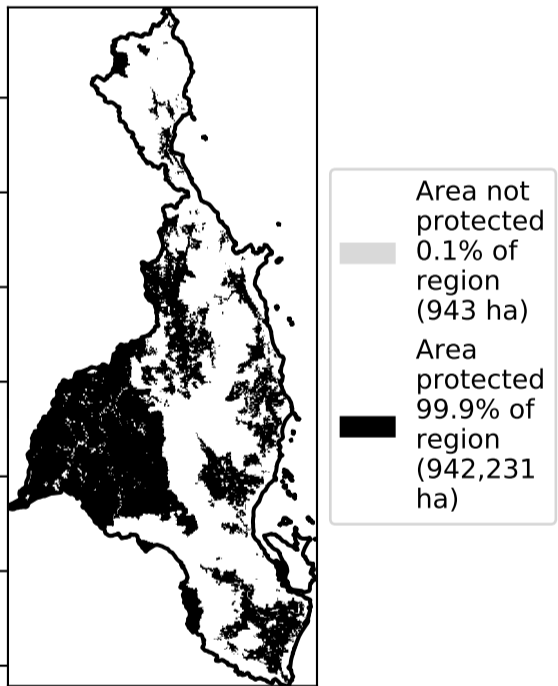 Area not
protected
0.1% of
region
(943 ha)
Area
protected
99.9% of
region
(942,231
ha)